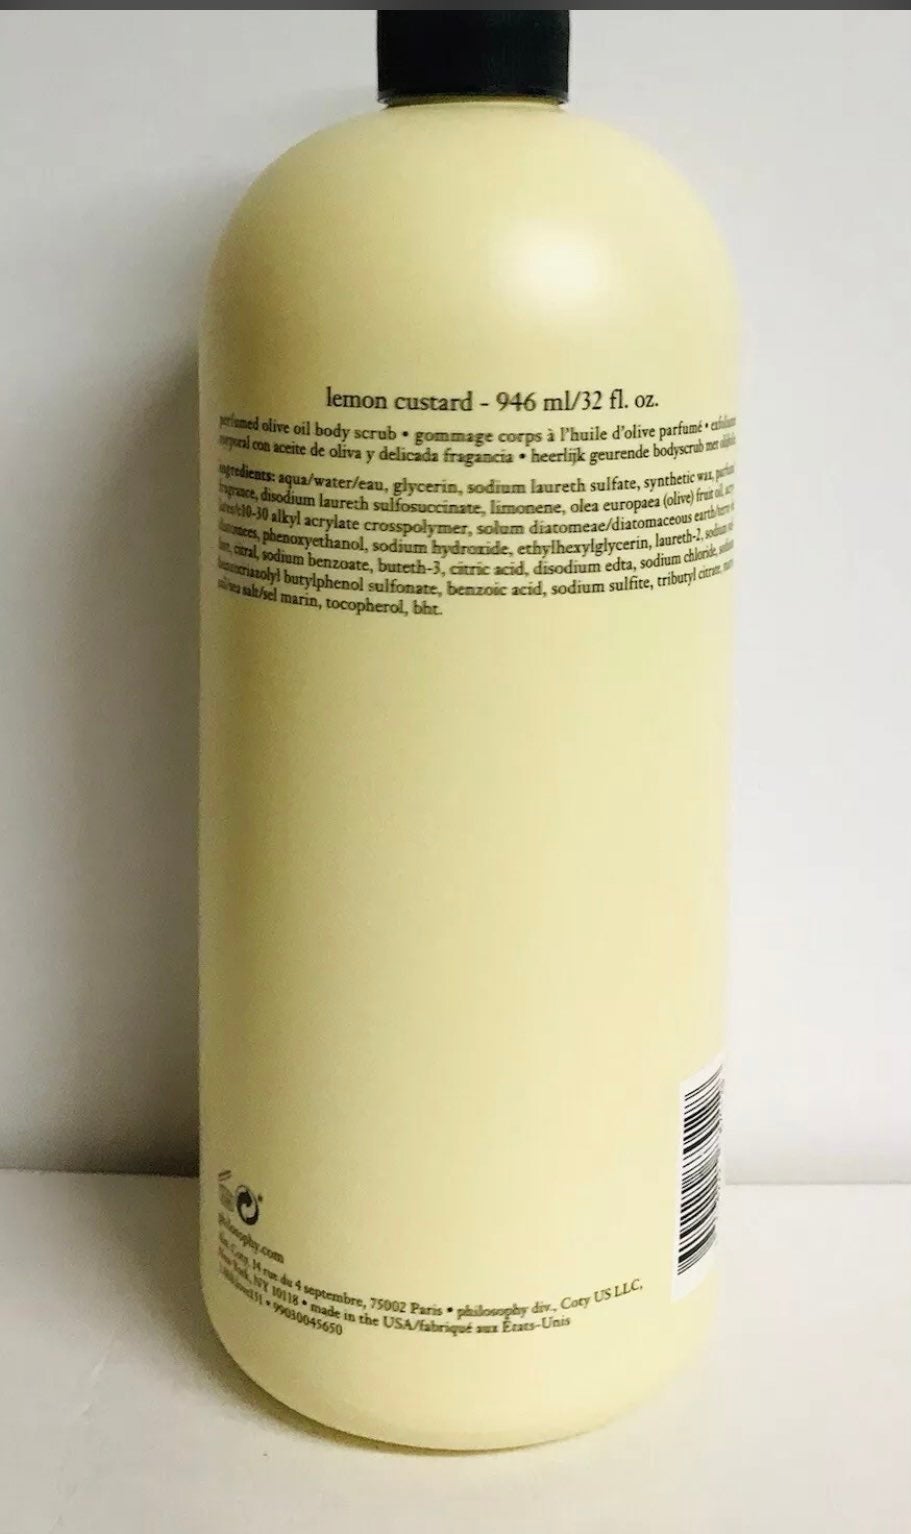 lemon custard - 946 ml/32 fl. oz.
perfumed olive oil body scrub • gommage corps à l'huile d'olive parfumé •
corporal con aceite de oliva y delicada fragancia • heerlijk geurende bodyscrub met
ingredients: aqua/water/eau, glycerin, sodium laureth sulfate, synthetic wax,
fragrance, disodium laureth sulfosuccinate, limonene, olea europaea (olive) fruit oil,
alkyl acrylate crosspolymer, solum diatomeae/diatomaceous earth/terre
phenoxyethanol, sodium hydroxide, ethylhexylglycerin, laureth-2, sodium
citral, sodium benzoate, buteth-3, citric acid, disodium edta, sodium chloride,
butylphenol sulfonate, benzoic acid, sodium sulfite, tributyl citrate,
salt/sel marin, tocopherol, bht.
philosophy.com
Coty, 14 rue du 4 septembre, 75002 Paris • philosophy div., Coty US LLC,
New York, NY 10118 • made in the USA/fabriqué aux États-Unis
• 99030045650